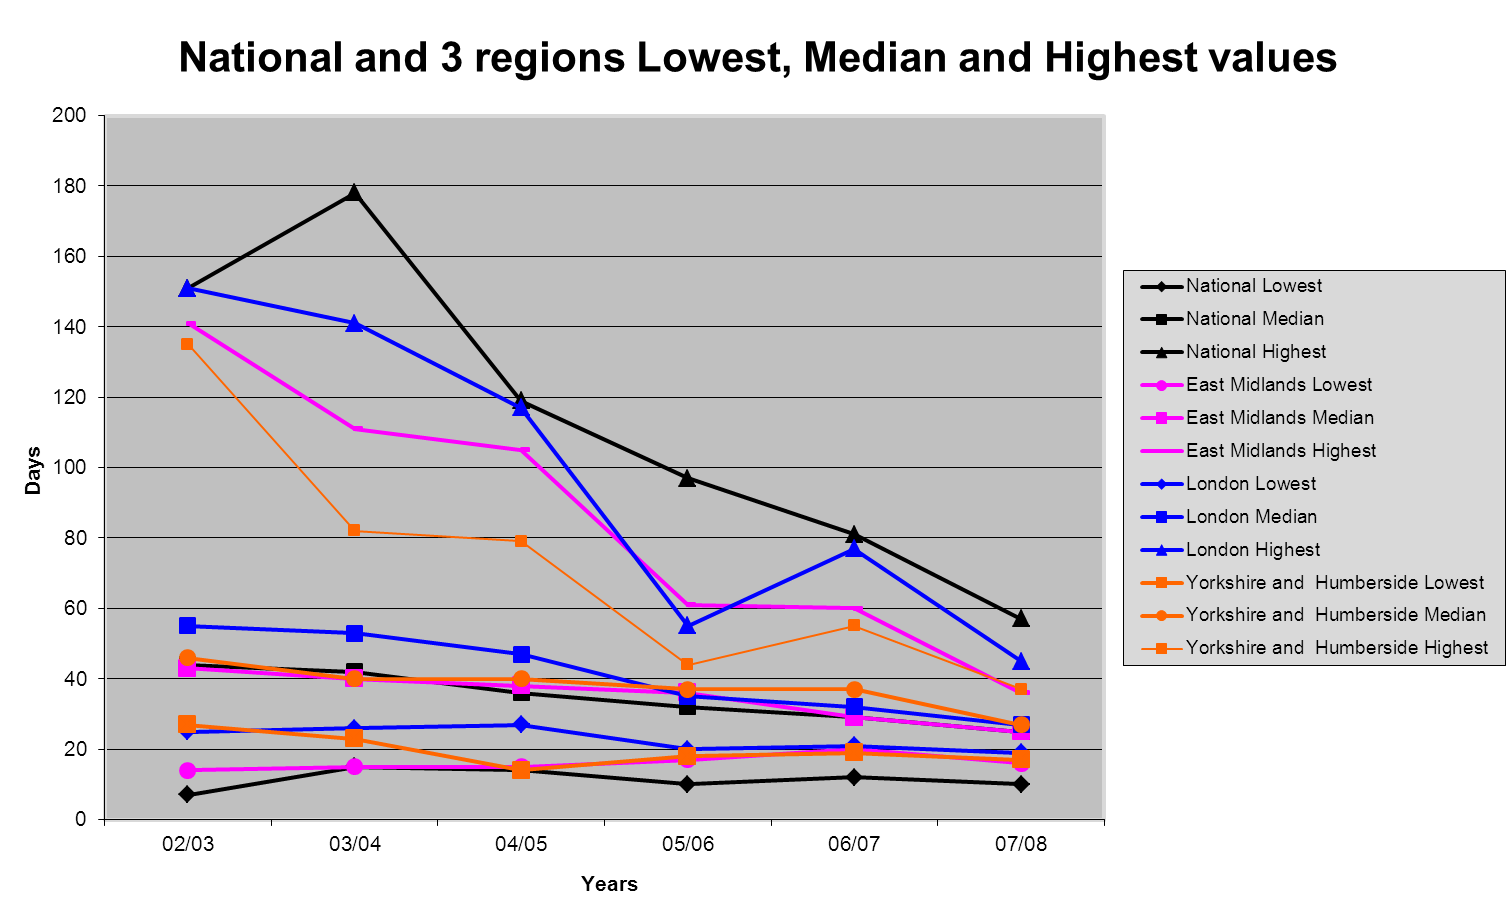 National and 3 regions Lowest, Median and Highest values
200
180
160
140
120
100
80
60
40
20
0
Days
02/03 03/04 04/05 05/06 06/07 07/08
Years
National Lowest
National Median
National Highest
East Midlands Lowest
East Midlands Median
East Midlands Highest
London Lowest
London Median
London Highest
Yorkshire and  Humberside Lowest
Yorkshire and  Humberside Median
Yorkshire and  Humberside Highest